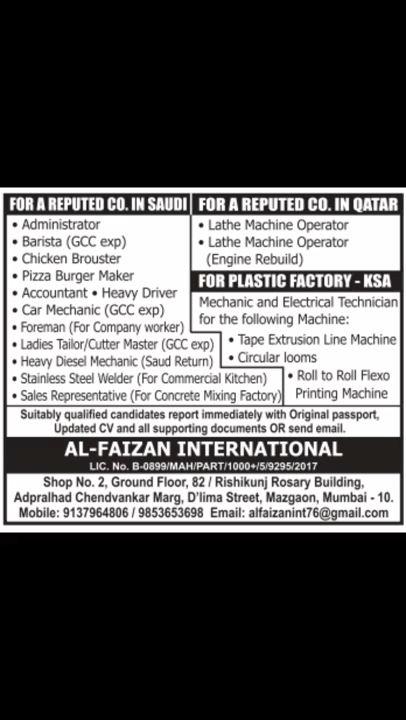 FOR A REPUTED CO. IN SAUDI
• Administrator
• Barista (GCC exp)
• Chicken Brouster
• Pizza Burger Maker
• Accountant • Heavy Driver
• Car Mechanic (GCC exp)
• Foreman (For Company worker)
• Ladies Tailor/Cutter Master (GCC exp)
• Heavy Diesel Mechanic (Saud Return)
• Stainless Steel Welder (For Commercial Kitchen)
• Sales Representative (For Concrete Mixing Factory)
FOR A REPUTED CO. IN QATAR
• Lathe Machine Operator
• Lathe Machine Operator
(Engine Rebuild)
FOR PLASTIC FACTORY - KSA
Mechanic and Electrical Technician
for the following Machine:
• Tape Extrusion Line Machine
• Circular looms
• Roll to Roll Flexo
Printing Machine
Suitably qualified candidates report immediately with Original passport,
Updated CV and all supporting documents OR send email.
AL-FAIZAN INTERNATIONAL
LIC. No. B-0899/MAH/PART/1000+/5/9295/2017
Shop No. 2, Ground Floor, 82 / Rishikunj Rosary Building,
Adpralhad Chendvankar Marg, D'lima Street, Mazgaon, Mumbai - 10.
Mobile: 9137964806 / 9853653698 Email: alfaizanint76@gmail.com